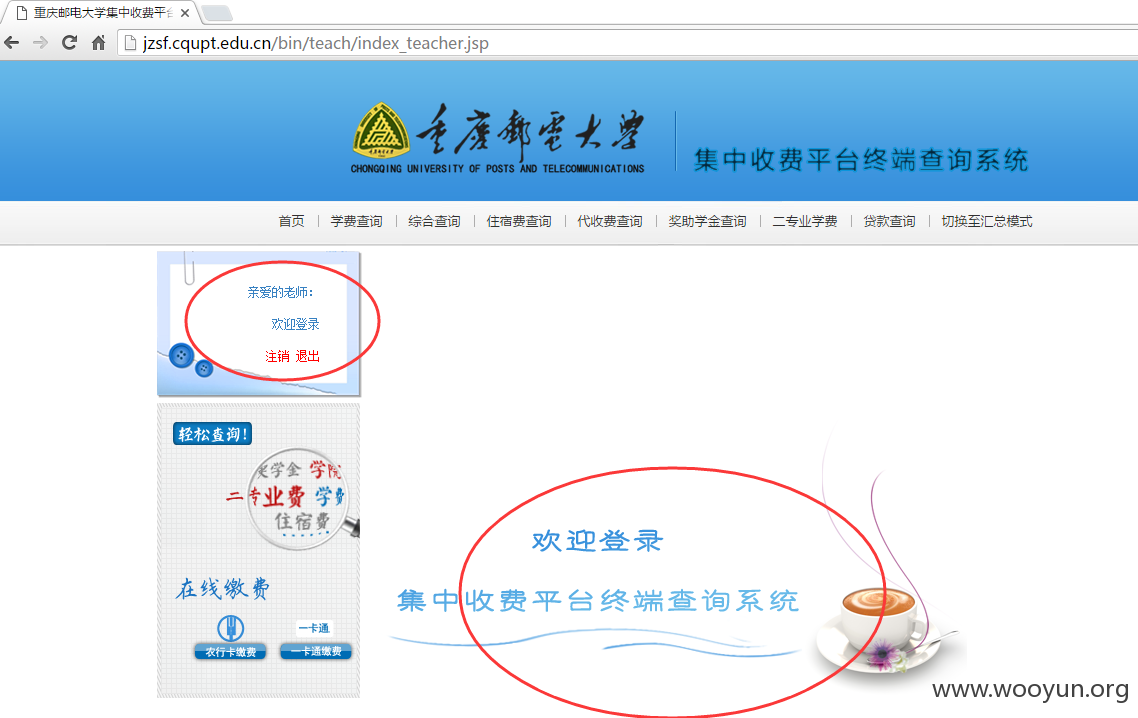 重庆邮电大学集中收费平
jzsf.cqupt.edu.cn/bin/teach/index_teacher.jsp
重庆邮电大学
CHONGQING UNIVERSITY OF POSTS AND TELECOMMUNICATIONS
集中收费平台终端查询系统
首页 学费查询 综合查询 住宿费查询 代收费查询 奖助学金查询 二专业学费 贷款查询 切换至汇总模式
亲爱的老师：
欢迎登录
注销 退出
轻松查询!
学金 学院
二专业费 学费
住宿费
在线缴费
一卡通
农行卡缴费 一卡通缴费
欢迎登录
集中收费平台终端查询系统
www.wooyun.org